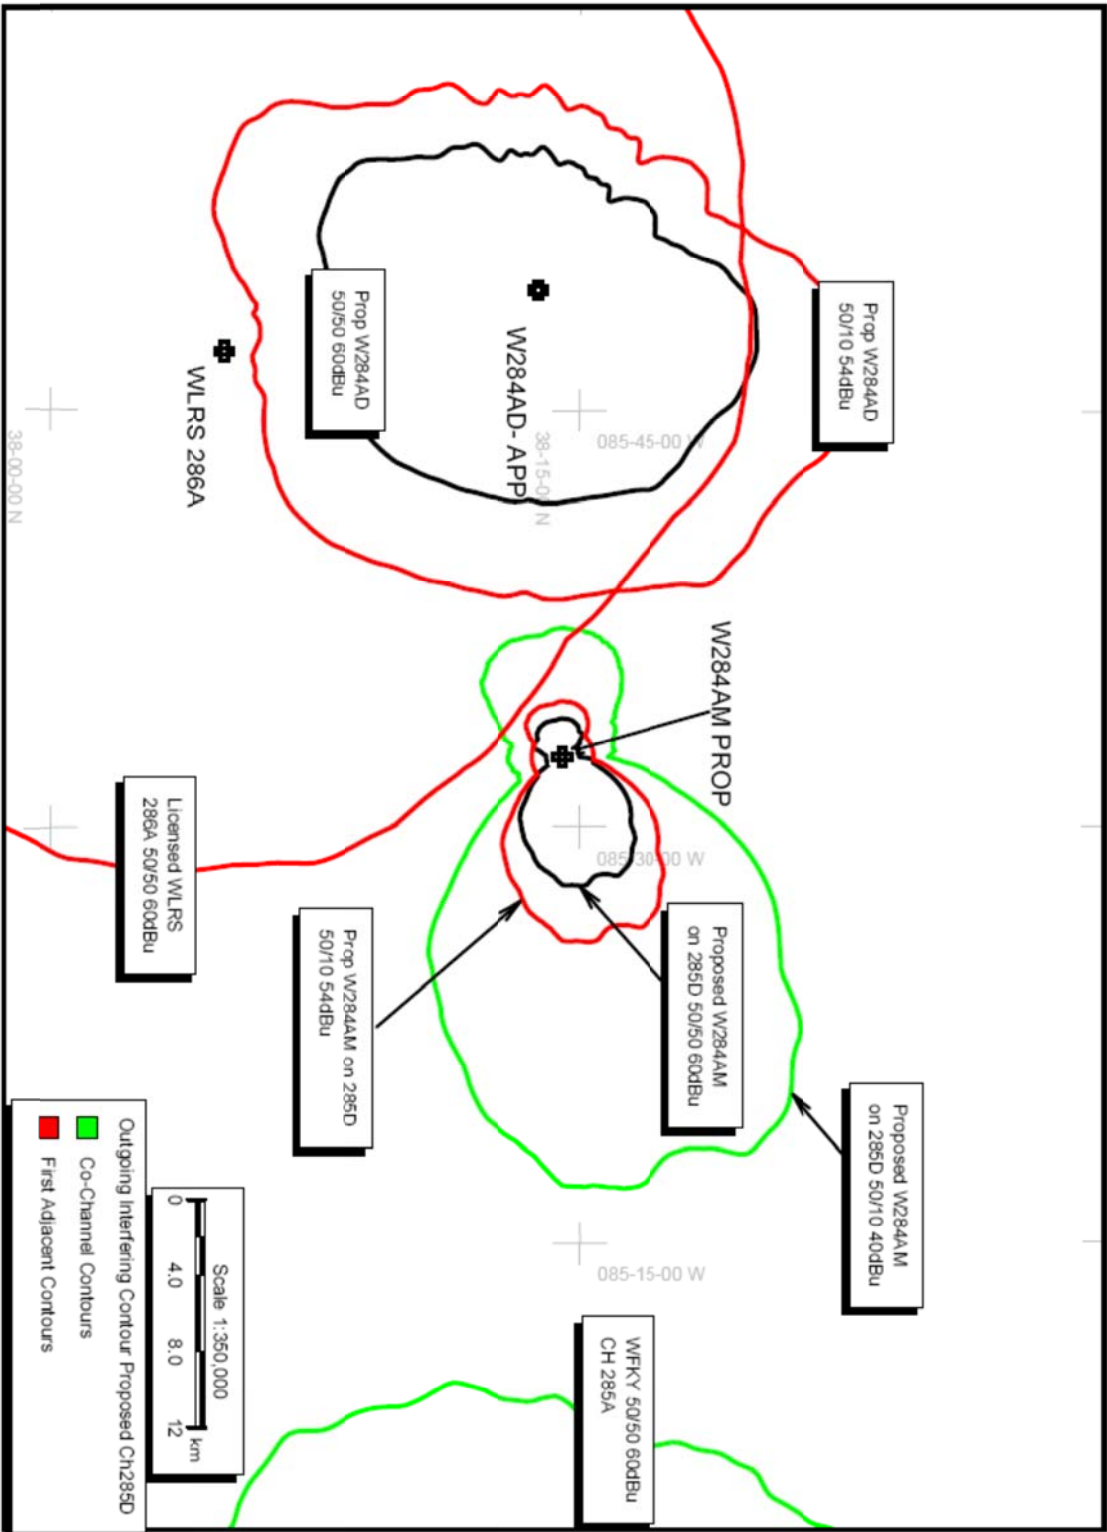 Prop W284AD
50/10 54dBu
Prop W284AD
50/50 60dBu
W284AD- APP
WLRS 286A
085-45-00 W
38-15-0 N
38-00-00 N
W284AM PROP
085-30-00 W
Licensed WLRS
286A 50/50 60dBu
Prop W284AM on 285D
50/10 54dBu
Proposed W284AM
on 285D 50/50 60dBu
Proposed W284AM
on 285D 50/10 40dBu
085-15-00 W
WFKY 50/50 60dBu
CH 285A
Scale 1:350,000
0 4.0 8.0 12 km
Outgoing Interfering Contour Proposed Ch285D
Co-Channel Contours
First Adjacent Contours